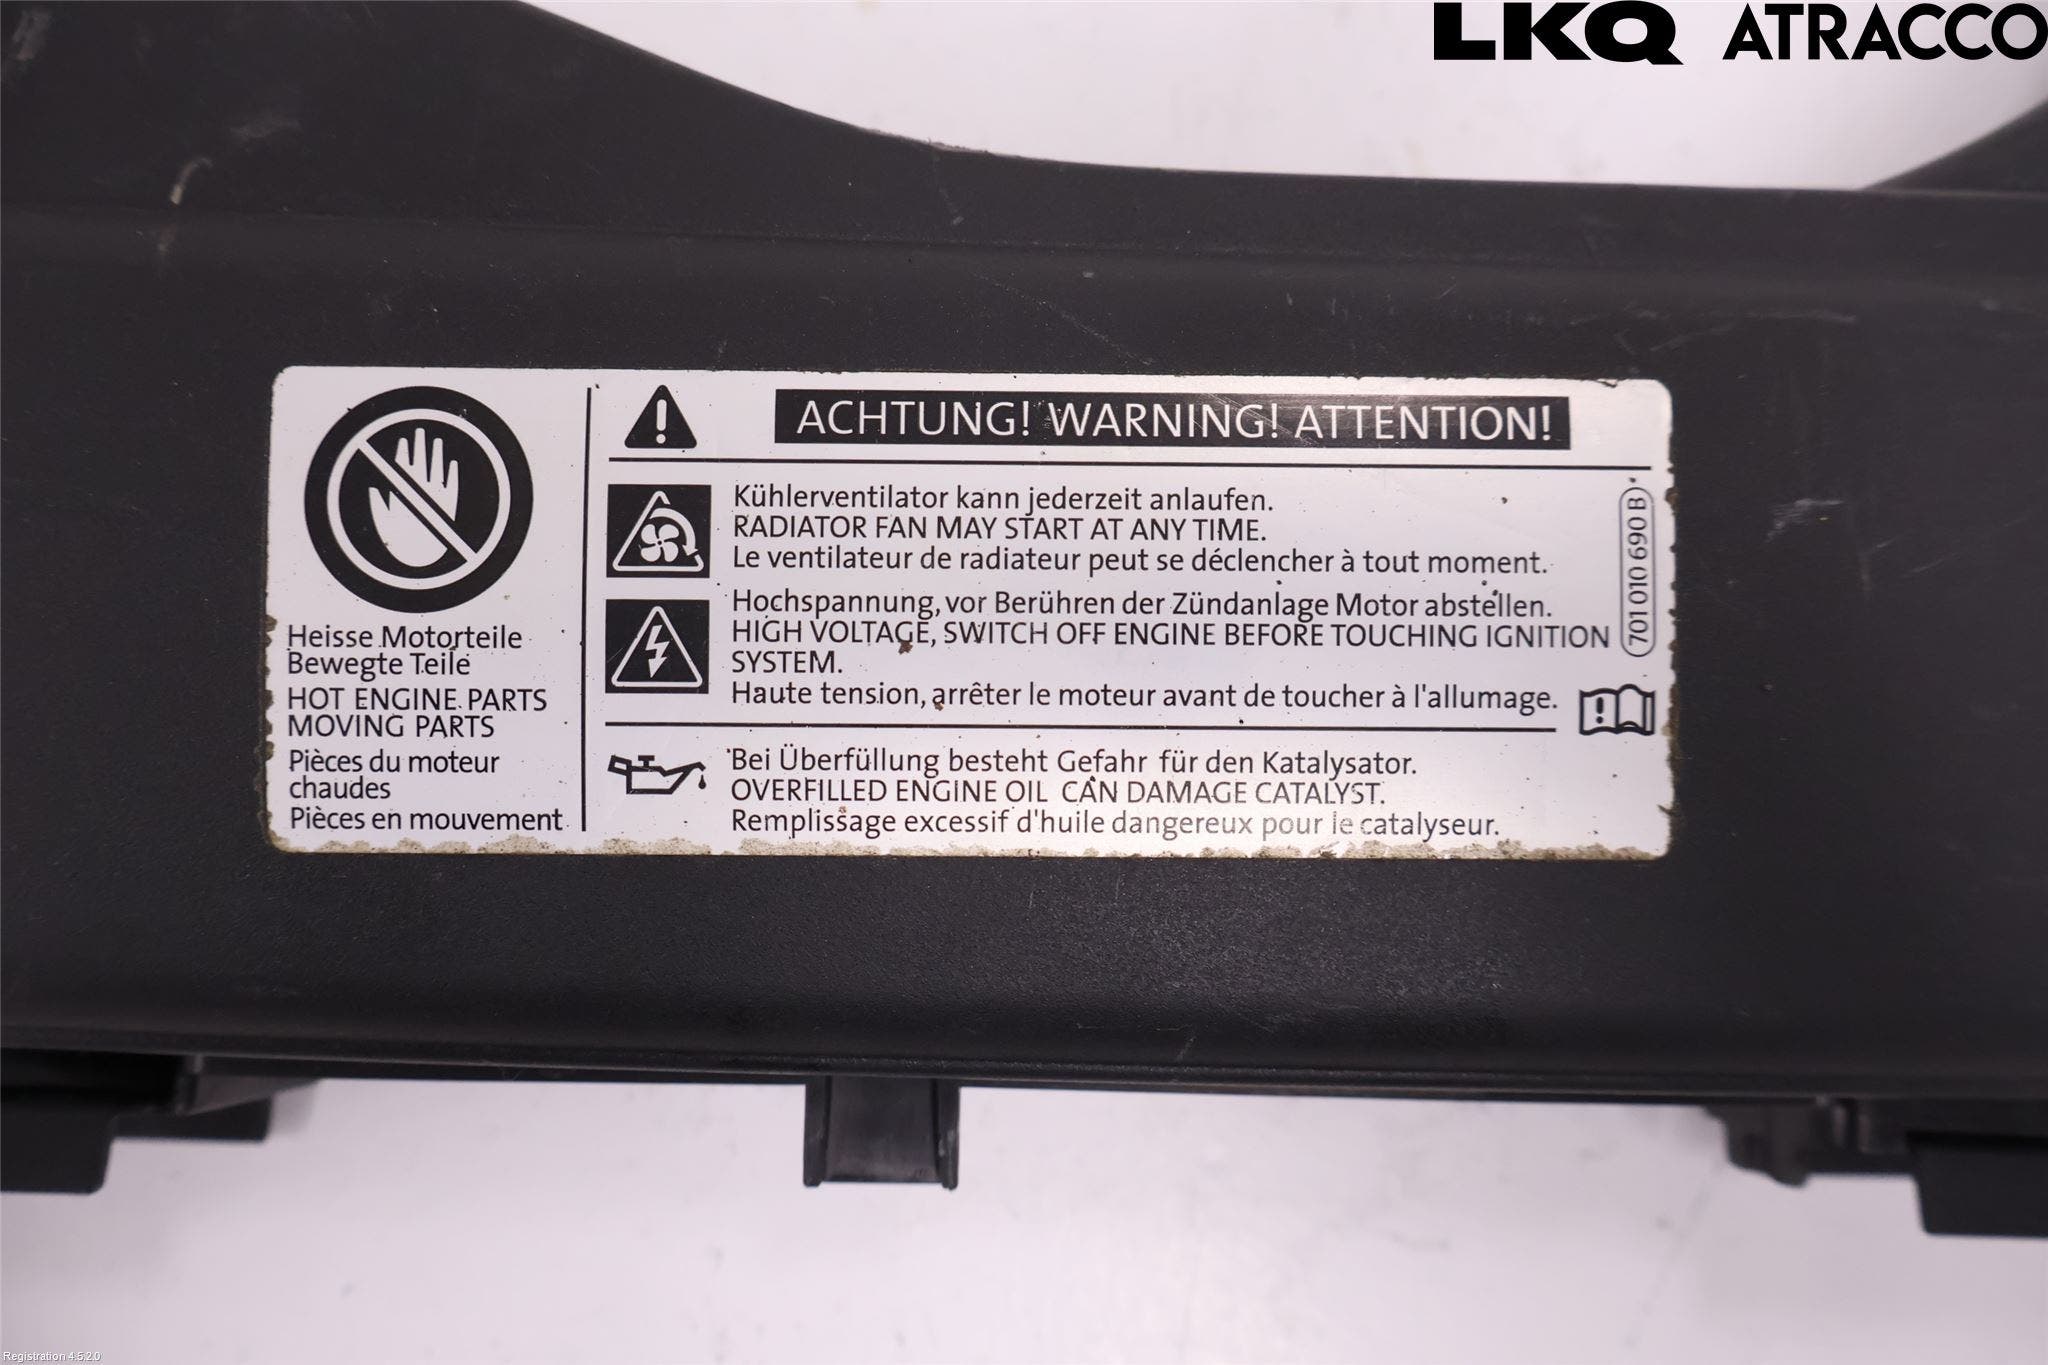 LKQ ATRACCO
ACHTUNG! WARNING! ATTENTION!
Heisse Motorteile
Bewegte Teile
HOT ENGINE PARTS
MOVING PARTS
Pièces du moteur
chaudes
Pièces en mouvement
Kühlerventilator kann jederzeit anlaufen.
RADIATOR FAN MAY START AT ANY TIME.
Le ventilateur de radiateur peut se déclencher à tout moment.
Hochspannung, vor Berühren der Zündanlage Motor abstellen.
HIGH VOLTAGE, SWITCH OFF ENGINE BEFORE TOUCHING IGNITION
SYSTEM.
Haute tension, arrêter le moteur avant de toucher à l'allumage.
Bei Überfüllung besteht Gefahr für den Katalysator.
OVERFILLED ENGINE OIL CAN DAMAGE CATALYST.
Remplissage excessif d'huile dangereux pour le catalyseur.
701 010 690 B
Registration 4.5.2.0